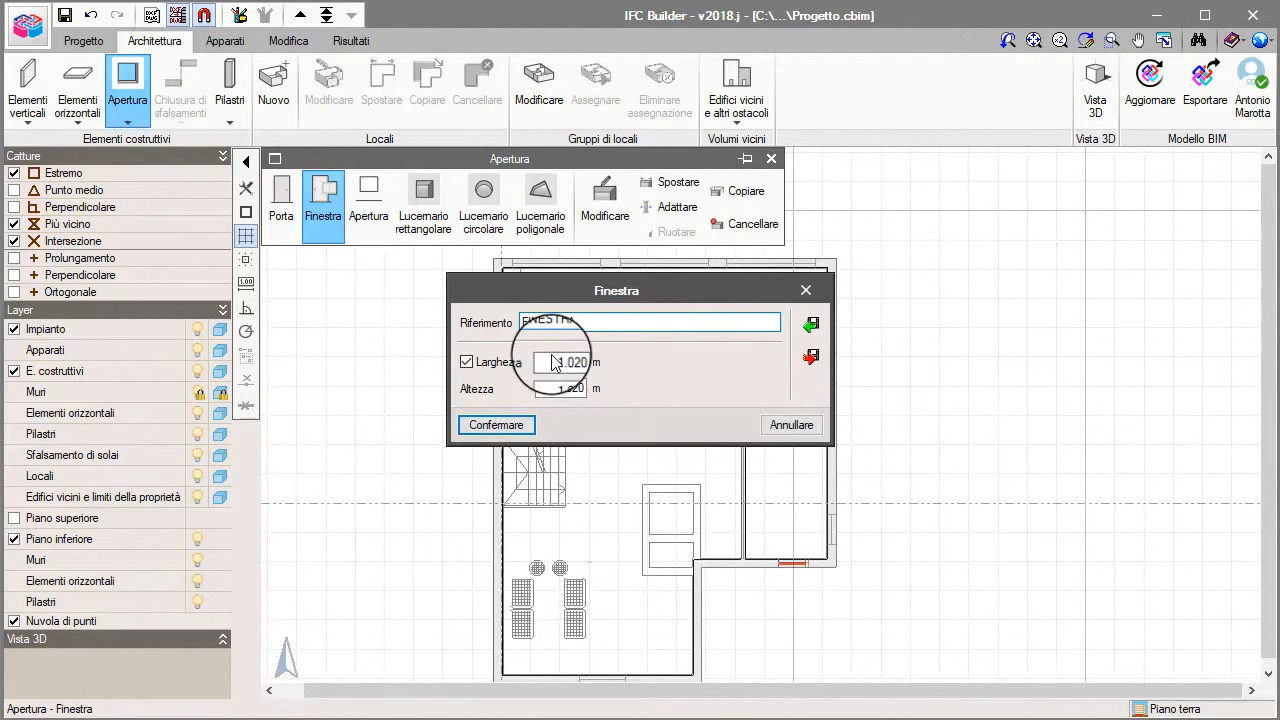 IFC Builder - v2018.j - [C:\...\Progetto.cbim]
Progetto
Architettura
Apparati
Modifica
Risultati
Elementi verticali
Elementi orizzontali
Apertura
Chiusura di sfalsamenti
Pilastri
Nuovo
Modificare
Spostare
Copiare
Cancellare
Modificare
Assegnare
Eliminare assegnazione
Edifici vicini e altri ostacoli
Vista 3D
Aggiornare
Esportare
Antonio Marotta
Elementi costruttivi
Locali
Gruppi di locali
Volumi vicini
Vista 3D
Modello BIM
Catture
Estremo
Punto medio
Perpendicolare
Più vicino
Intersezione
Prolungamento
Perpendicolare
Ortogonale
Layer
Impianto
Apparati
E. costruttivi
Muri
Elementi orizzontali
Pilastri
Sfalsamento di solai
Locali
Edifici vicini e limiti della proprietà
Piano superiore
Piano inferiore
Muri
Elementi orizzontali
Pilastri
Nuvola di punti
Vista 3D
1.00
Apertura
Porta
Finestra
Apertura
Lucernario rettangolare
Lucernario circolare
Lucernario poligonale
Modificare
Spostare
Adattare
Ruotare
Copiare
Cancellare
Finestra
Riferimento FINESTRA
Larghezza 1.020 m
Altezza m
Confermare
Annullare
Apertura - Finestra
Piano terra